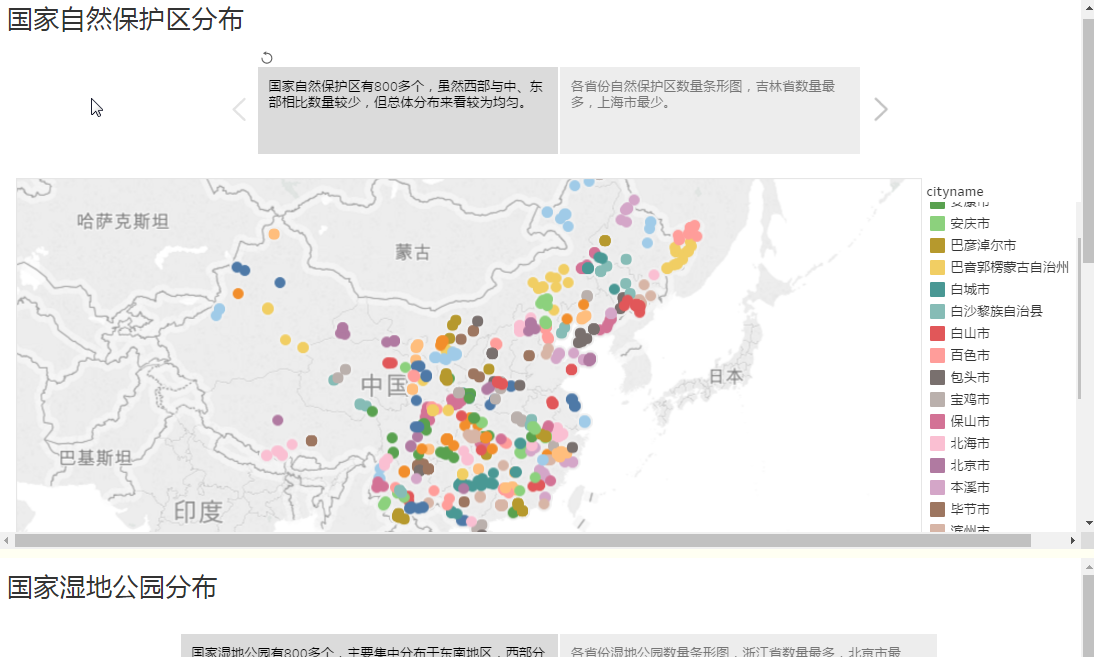 国家自然保护区分布
国家自然保护区有800多个，虽然西部与中、东
部相比数量较少，但总体分布来看较为均匀。
各省份自然保护区数量条形图，吉林省数量最
多，上海市最少。
哈萨克斯坦
蒙古
中国
日本
巴基斯坦
印度
cityname
安康市
安庆市
巴彦淖尔市
巴音郭楞蒙古自治州
白城市
白沙黎族自治县
白山市
百色市
包头市
宝鸡市
保山市
北海市
北京市
本溪市
毕节市
滨州市
国家湿地公园分布
国家湿地公园有800多个，主要集中分布于东南地区，西部分
各省份湿地公园数量条形图，浙江省数量最多，北京市最